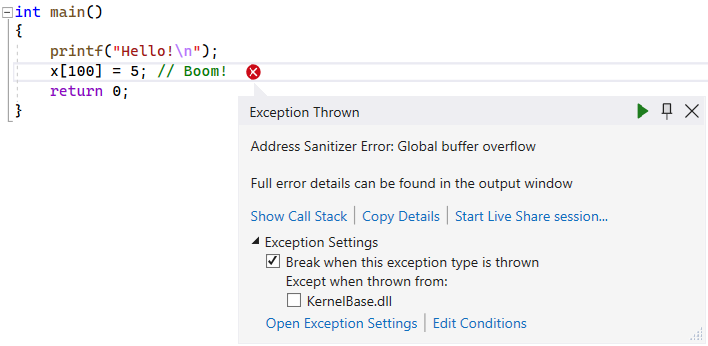 int main()
{
    printf("Hello!\n");
    x[100] = 5; // Boom!
    return 0;
}
Exception Thrown
Address Sanitizer Error: Global buffer overflow
Full error details can be found in the output window
Show Call Stack | Copy Details | Start Live Share session...
Exception Settings
Break when this exception type is thrown
Except when thrown from:
KernelBase.dll
Open Exception Settings | Edit Conditions